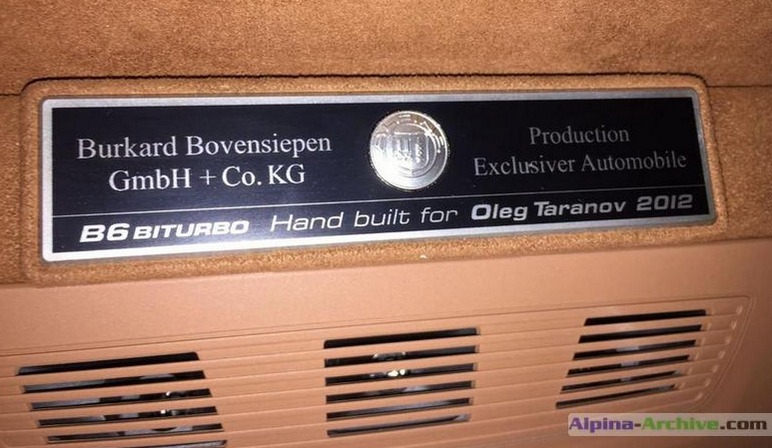 Burkard Bovensiepen
GmbH + Co. KG
ALPINA
Production
Exclusiver Automobile
B6 BITURBO Hand built for Oleg Taranov 2012
Alpina-Archive.com